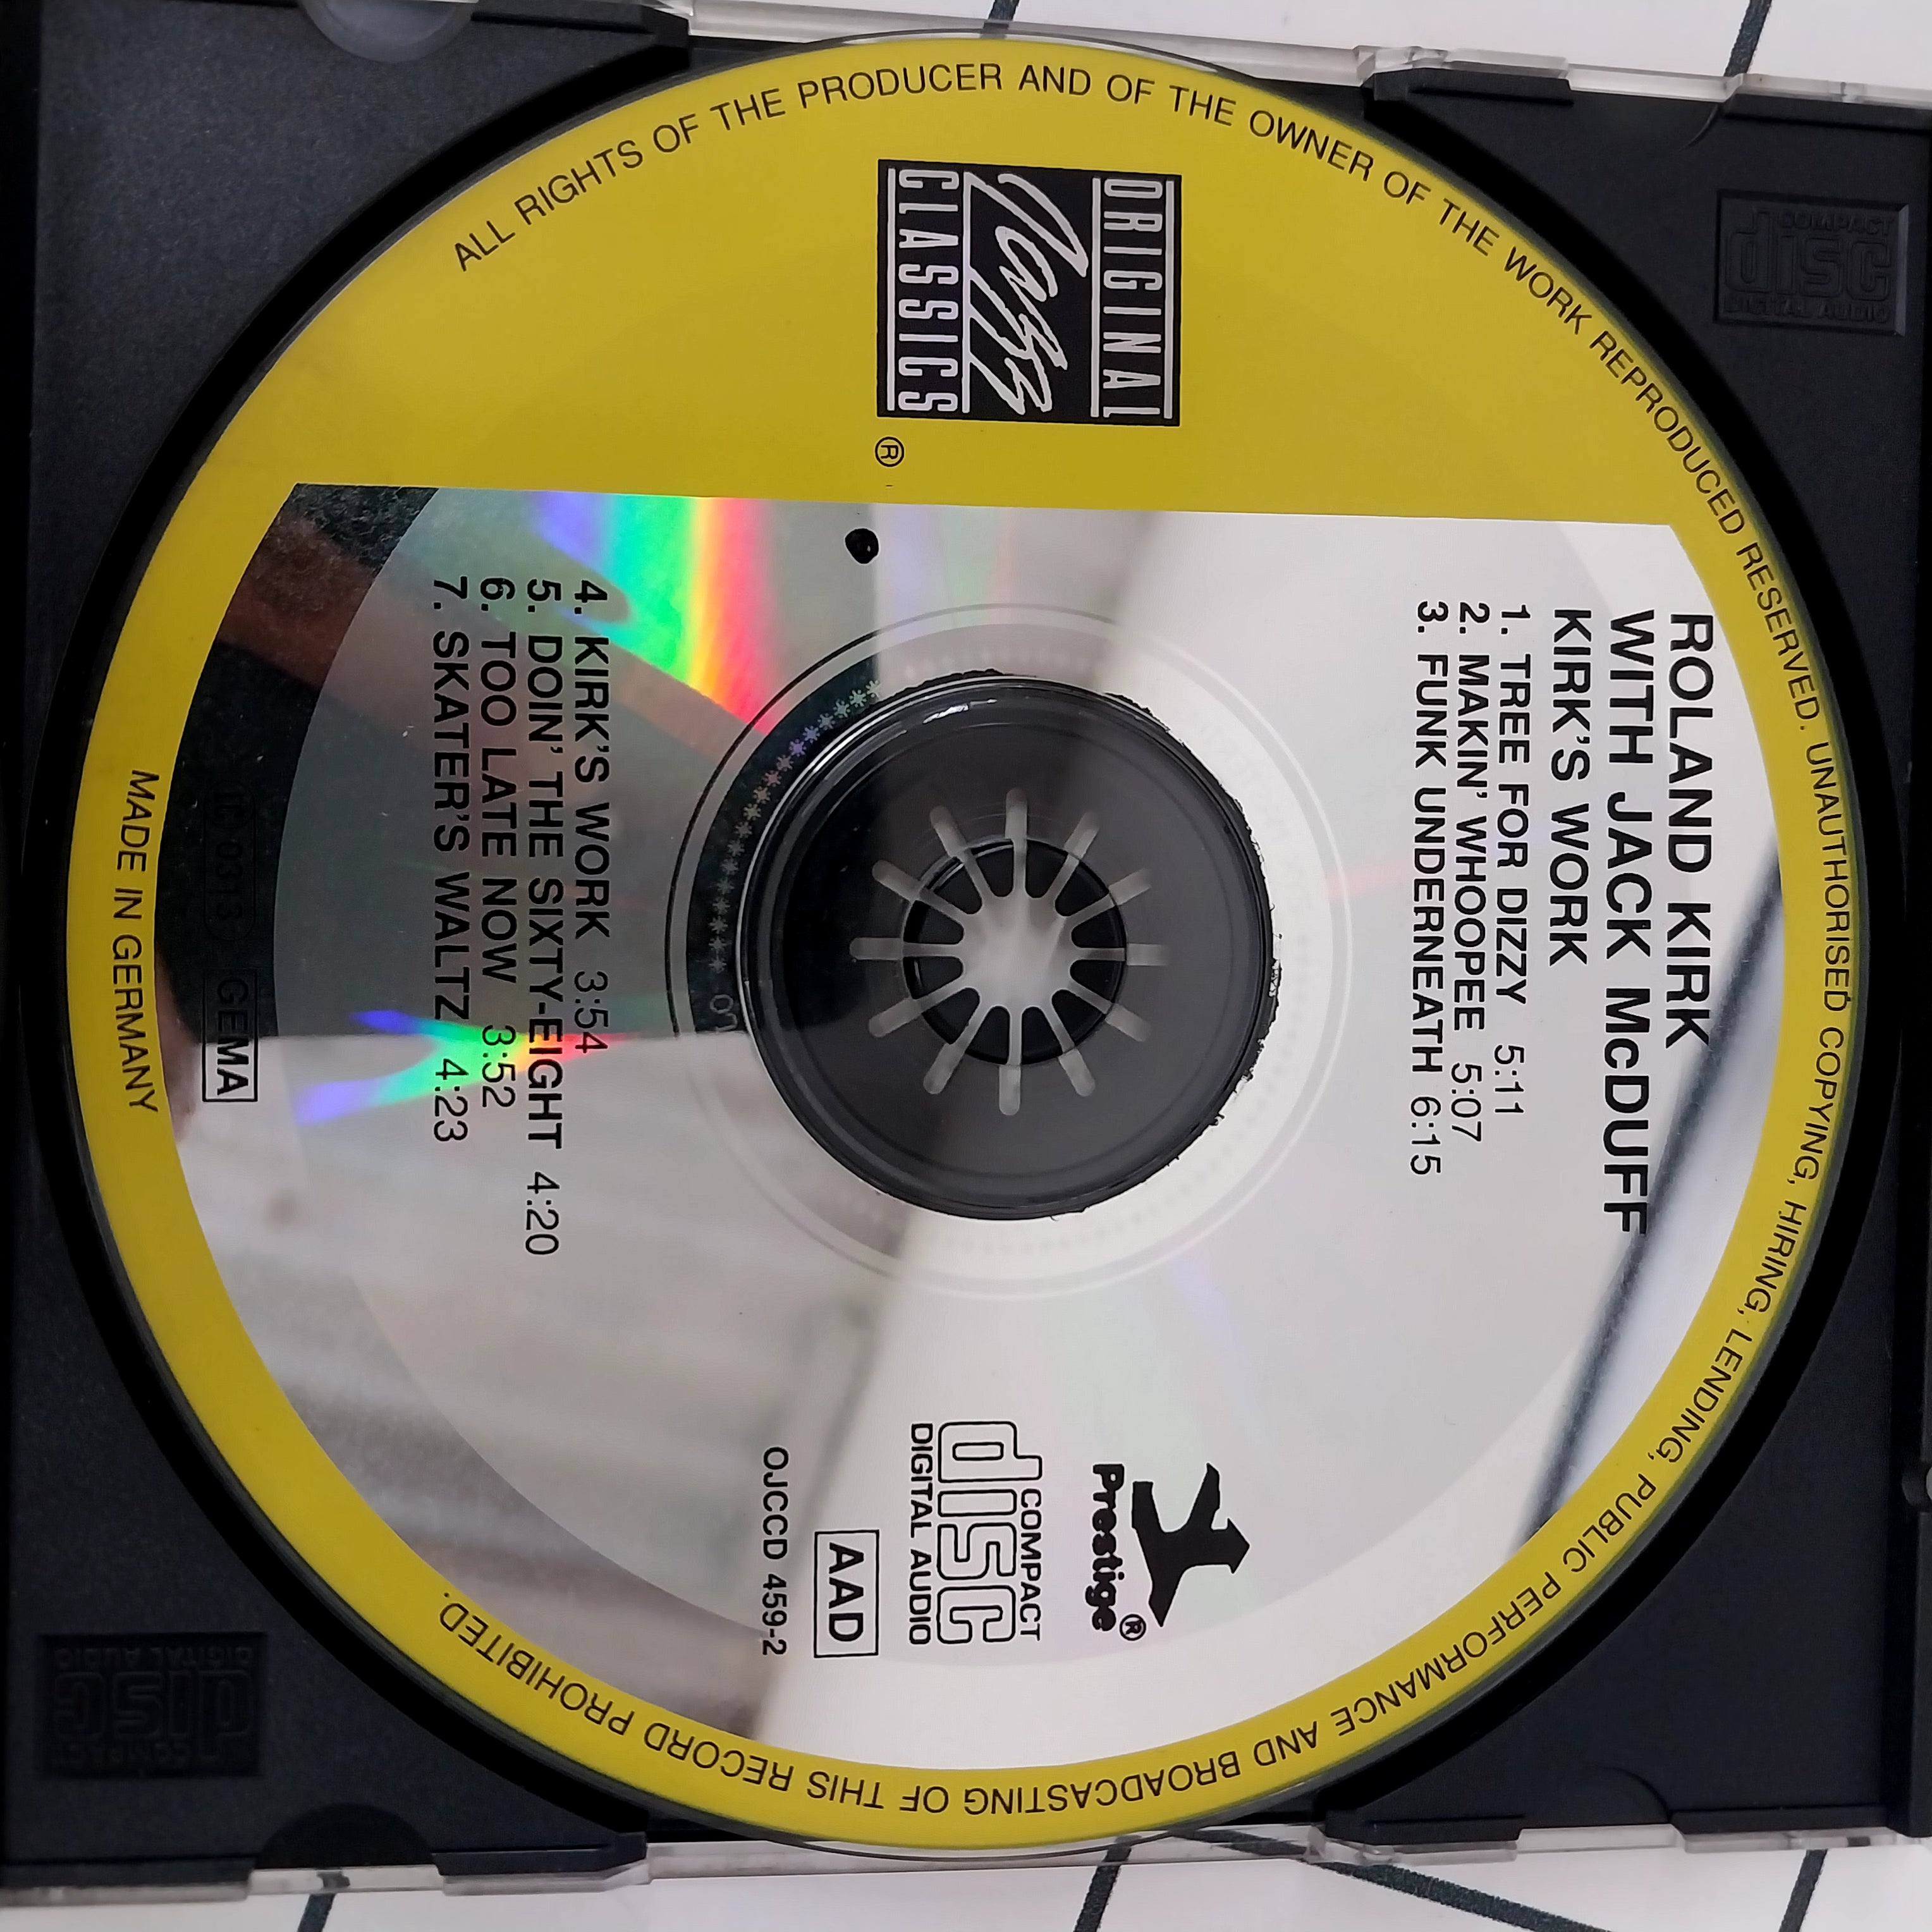 ALL RIGHTS OF THE PRODUCER AND OF THE OWNER OF THE WORK REPRODUCED RESERVED. UNAUTHORISED COPYING, HIRING, LENDING, PUBLIC PERFORMANCE AND BROADCASTING OF THIS RECORD PROHIBITED.
ORIGINAL
Jazz
CLASSICS
®
ROLAND KIRK
WITH JACK McDUFF
KIRK'S WORK
1. TREE FOR DIZZY 5:11
2. MAKIN' WHOOPEE 5:07
3. FUNK UNDERNEATH 6:15
Prestige®
COMPACT
disc
DIGITAL AUDIO
AAD
OJCCD 459-2
4. KIRK'S WORK 3:54
5. DOIN' THE SIXTY-EIGHT 4:20
6. TOO LATE NOW 3:52
7. SKATER'S WALTZ 4:23
LC 0313
GEMA
MADE IN GERMANY
COMPACT
disc
DIGITAL AUDIO
COMPACT
disc
DIGITAL AUDIO